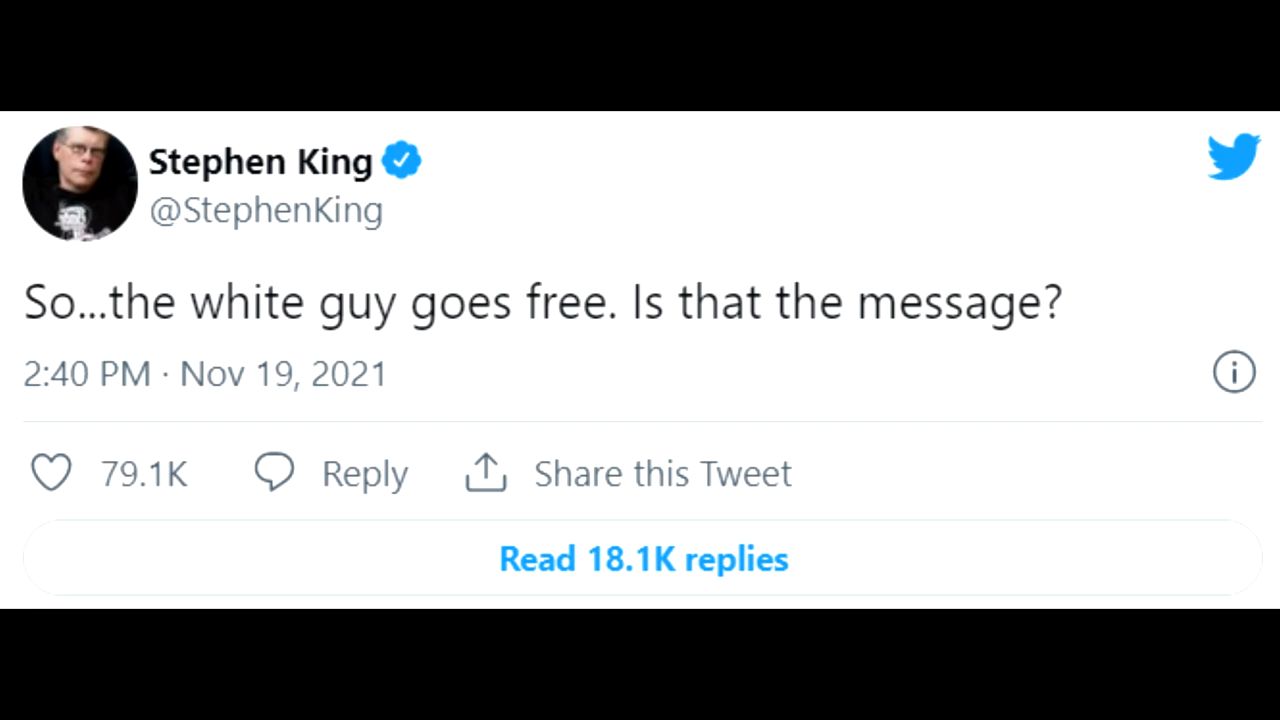 Stephen King
@StephenKing
So...the white guy goes free. Is that the message?
2:40 PM · Nov 19, 2021
79.1K Reply Share this Tweet
Read 18.1K replies